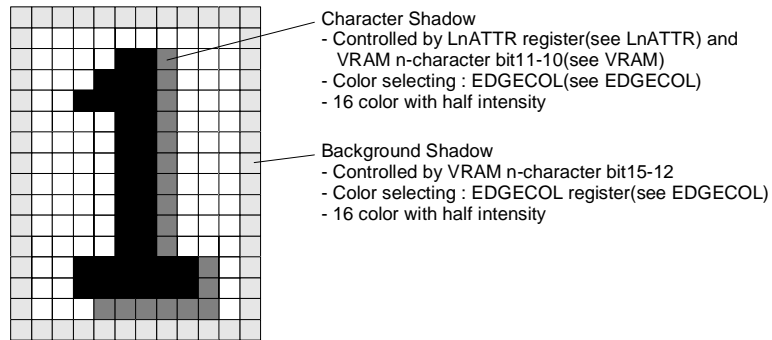 Character Shadow
- Controlled by LnATTR register(see LnATTR) and
VRAM n-character bit11-10(see VRAM)
- Color selecting : EDGECOL(see EDGECOL)
- 16 color with half intensity
Background Shadow
- Controlled by VRAM n-character bit15-12
- Color selecting : EDGECOL register(see EDGECOL)
- 16 color with half intensity